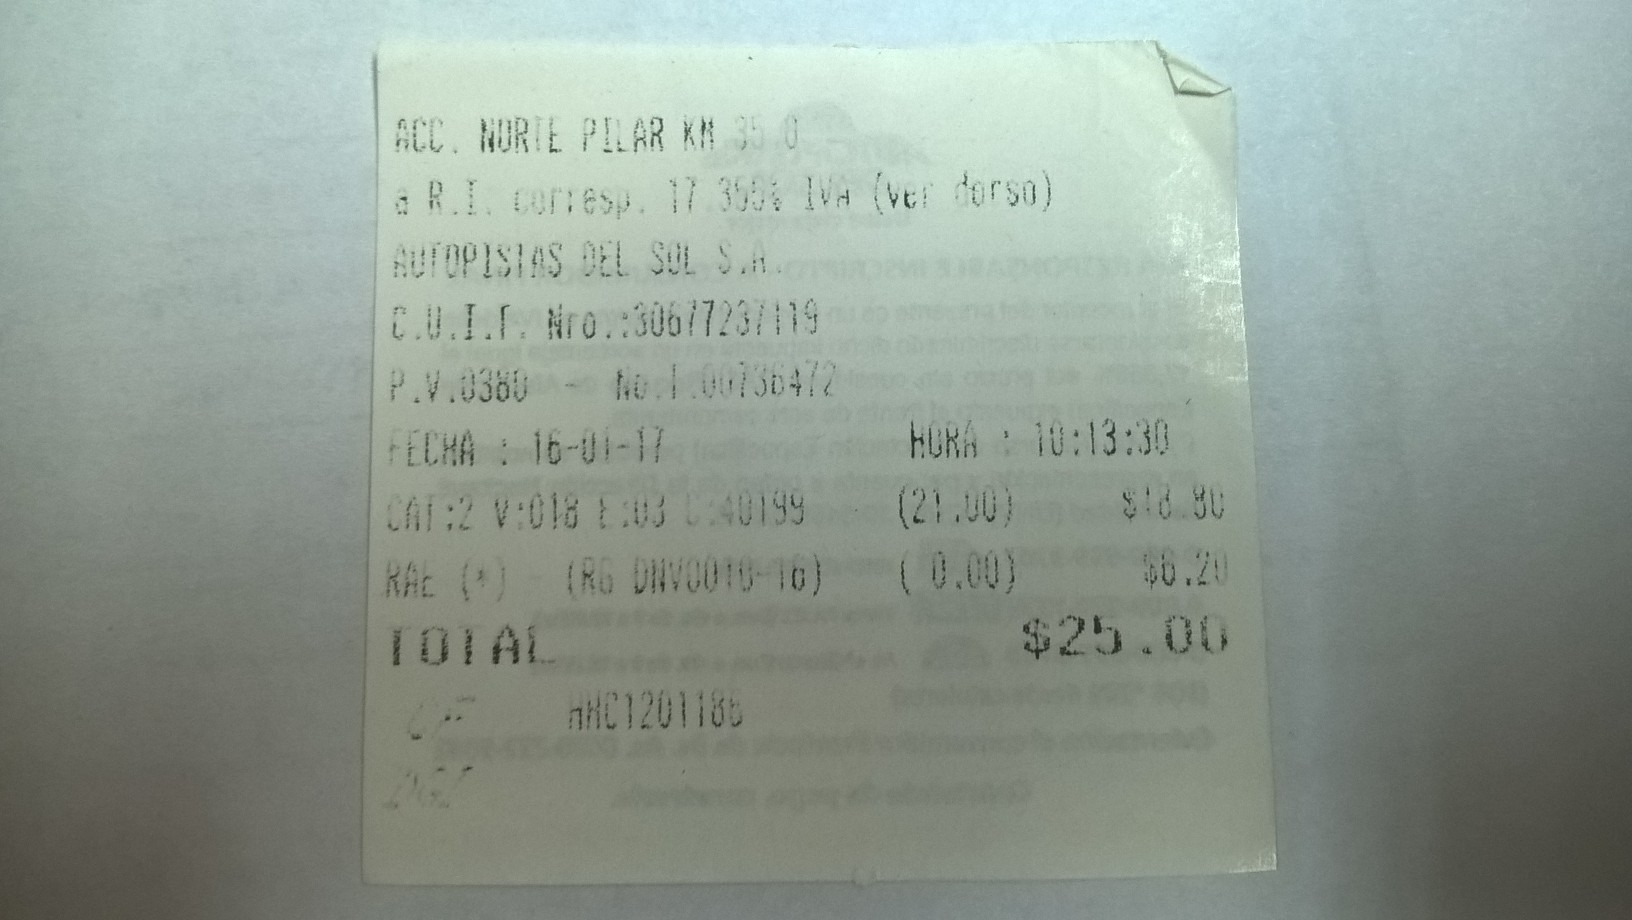 ACC. NORTE PILAR KM 35 0
a R.I. corresp. 17 355% IVA (ver dorso)
AUTOPISTAS DEL SOL S.A.
C.U.I.T. Nro.:30677237119
P.V.0380 - No.T.00736472
FECHA : 16-01-17 HORA : 10:13:30
CAT:2 V:018 E:03 C:40199 (21.00) $18.80
RAE (*) (RG DNV0010-16) ( 0.00) $6.20
TOTAL $25.00
HHC1201186